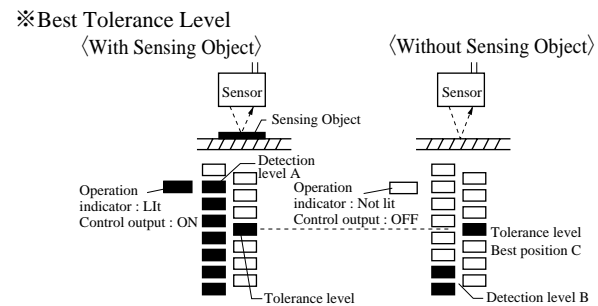 ※Best Tolerance Level
〈With Sensing Object〉
Sensor
Sensing Object
Detection
level A
Operation
indicator : LIt
Control output : ON
Tolerance level
〈Without Sensing Object〉
Sensor
Operation
indicator : Not lit
Control output : OFF
Tolerance level
Best position C
Detection level B